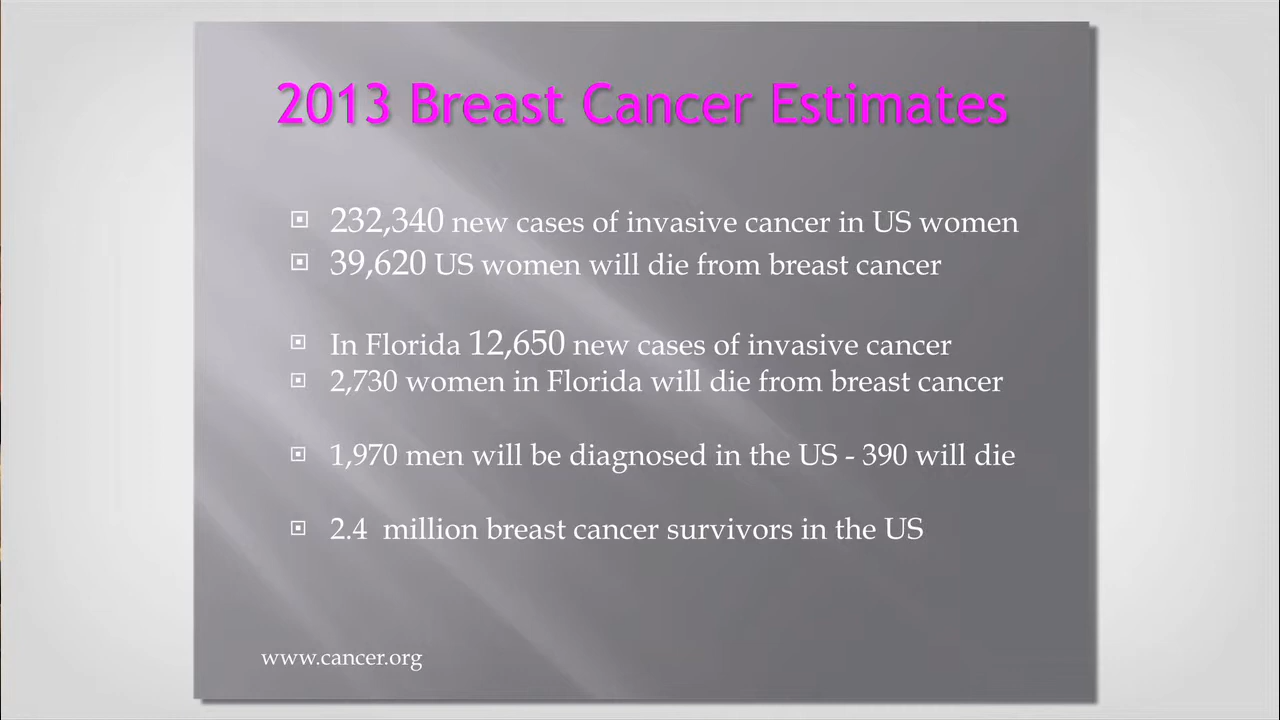 2013 Breast Cancer Estimates
232,340 new cases of invasive cancer in US women
39,620 US women will die from breast cancer
In Florida 12,650 new cases of invasive cancer
2,730 women in Florida will die from breast cancer
1,970 men will be diagnosed in the US - 390 will die
2.4 million breast cancer survivors in the US
www.cancer.org